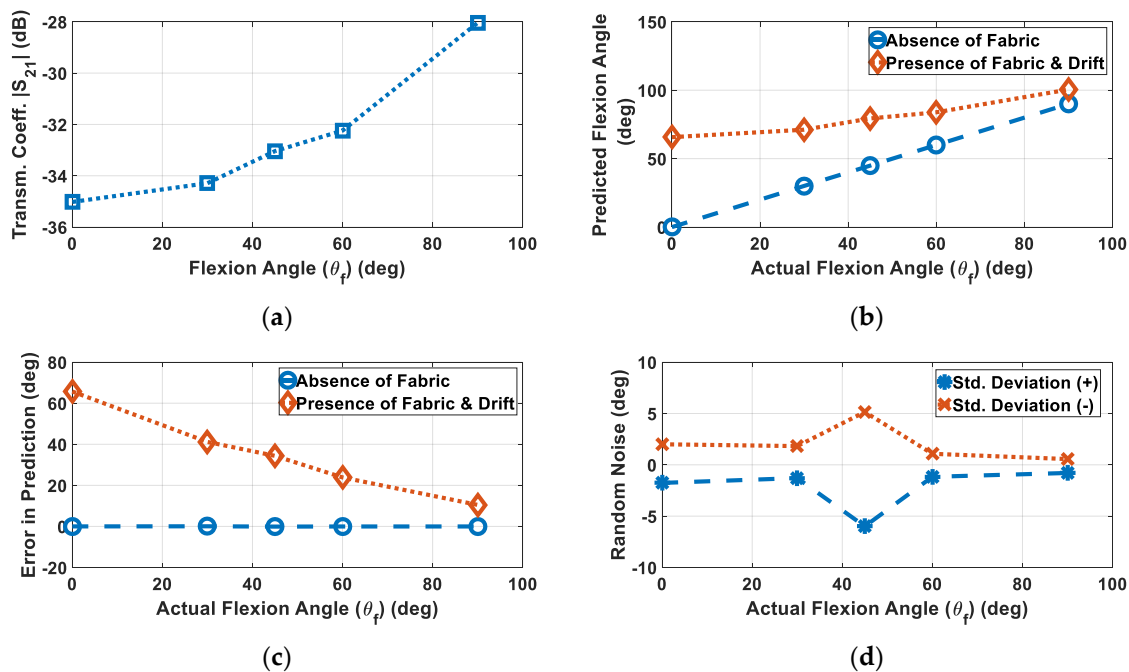 -28
-30
-32
-34
-36
0
20
40
60
80
100
Transm. Coeff. |S21| (dB)
Flexion Angle (θf) (deg)
(a)
150
100
50
0
0
20
40
60
80
100
Predicted Flexion Angle
(deg)
Absence of Fabric
Presence of Fabric & Drift
Actual Flexion Angle (θf) (deg)
(b)
80
60
40
20
0
-20
0
20
40
60
80
100
Error in Prediction (deg)
Absence of Fabric
Presence of Fabric & Drift
Actual Flexion Angle (θf) (deg)
(c)
10
5
0
-5
-10
0
20
40
60
80
100
Random Noise (deg)
Std. Deviation (+)
Std. Deviation (-)
Actual Flexion Angle (θf) (deg)
(d)